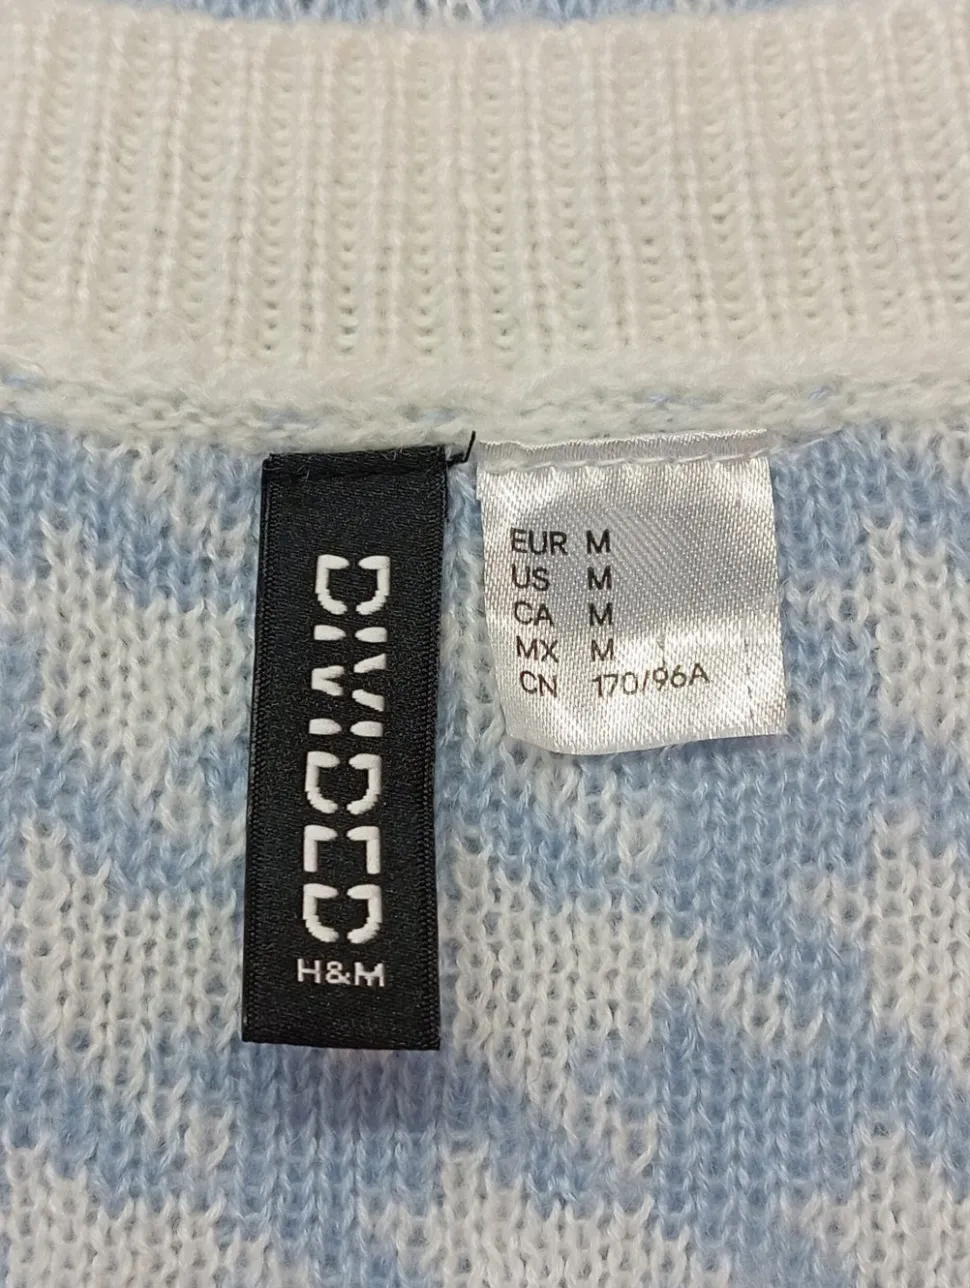 DIVIDED
H&M
EUR M
US M
CA M
MX M
CN 170/96A